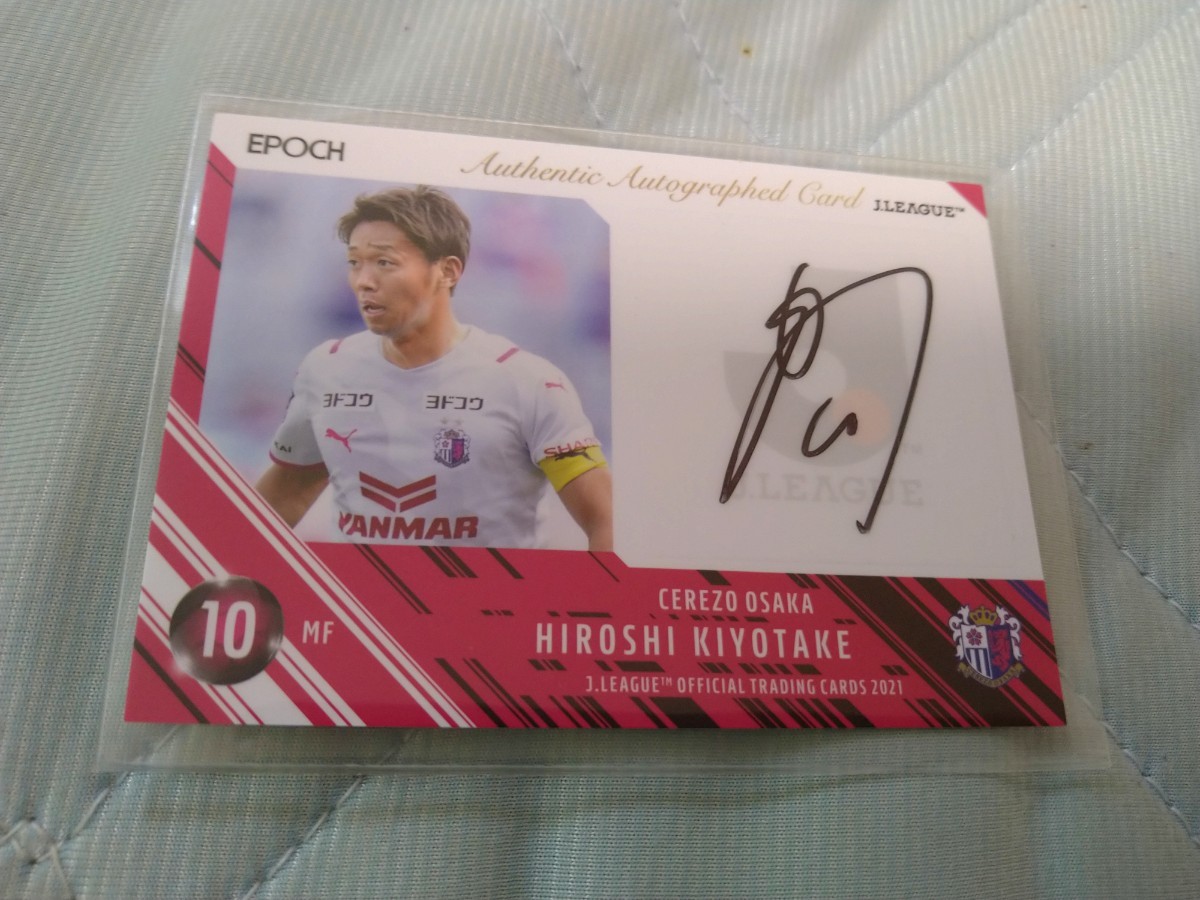 EPOCH
Authentic Autographed Card
J.LEAGUE™
ヨドコウ ヨドコウ
YANMAR
J.LEAGUE
CEREZO OSAKA
10 MF
HIROSHI KIYOTAKE
J.LEAGUE™ OFFICIAL TRADING CARDS 2021